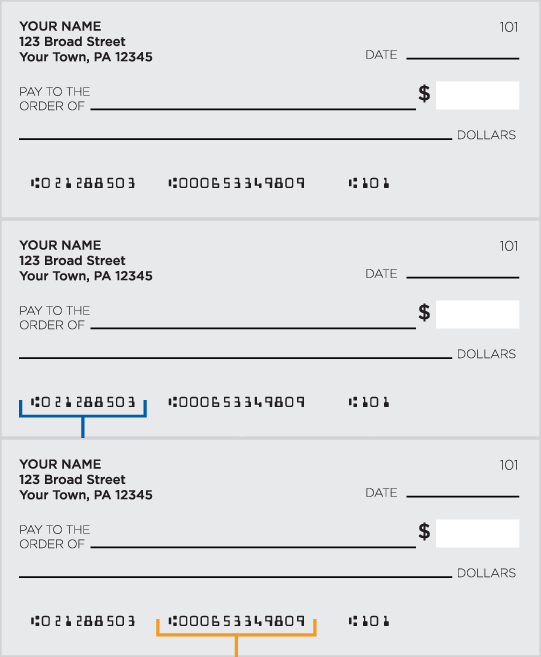 YOUR NAME 101
123 Broad Street
Your Town, PA 12345
DATE
PAY TO THE
ORDER OF $
DOLLARS
⑆021288503 ⑆000653349809 ⑆101
YOUR NAME 101
123 Broad Street
Your Town, PA 12345
DATE
PAY TO THE
ORDER OF $
DOLLARS
⑆021288503 ⑆000653349809 ⑆101
YOUR NAME 101
123 Broad Street
Your Town, PA 12345
DATE
PAY TO THE
ORDER OF $
DOLLARS
⑆021288503 ⑆000653349809 ⑆101